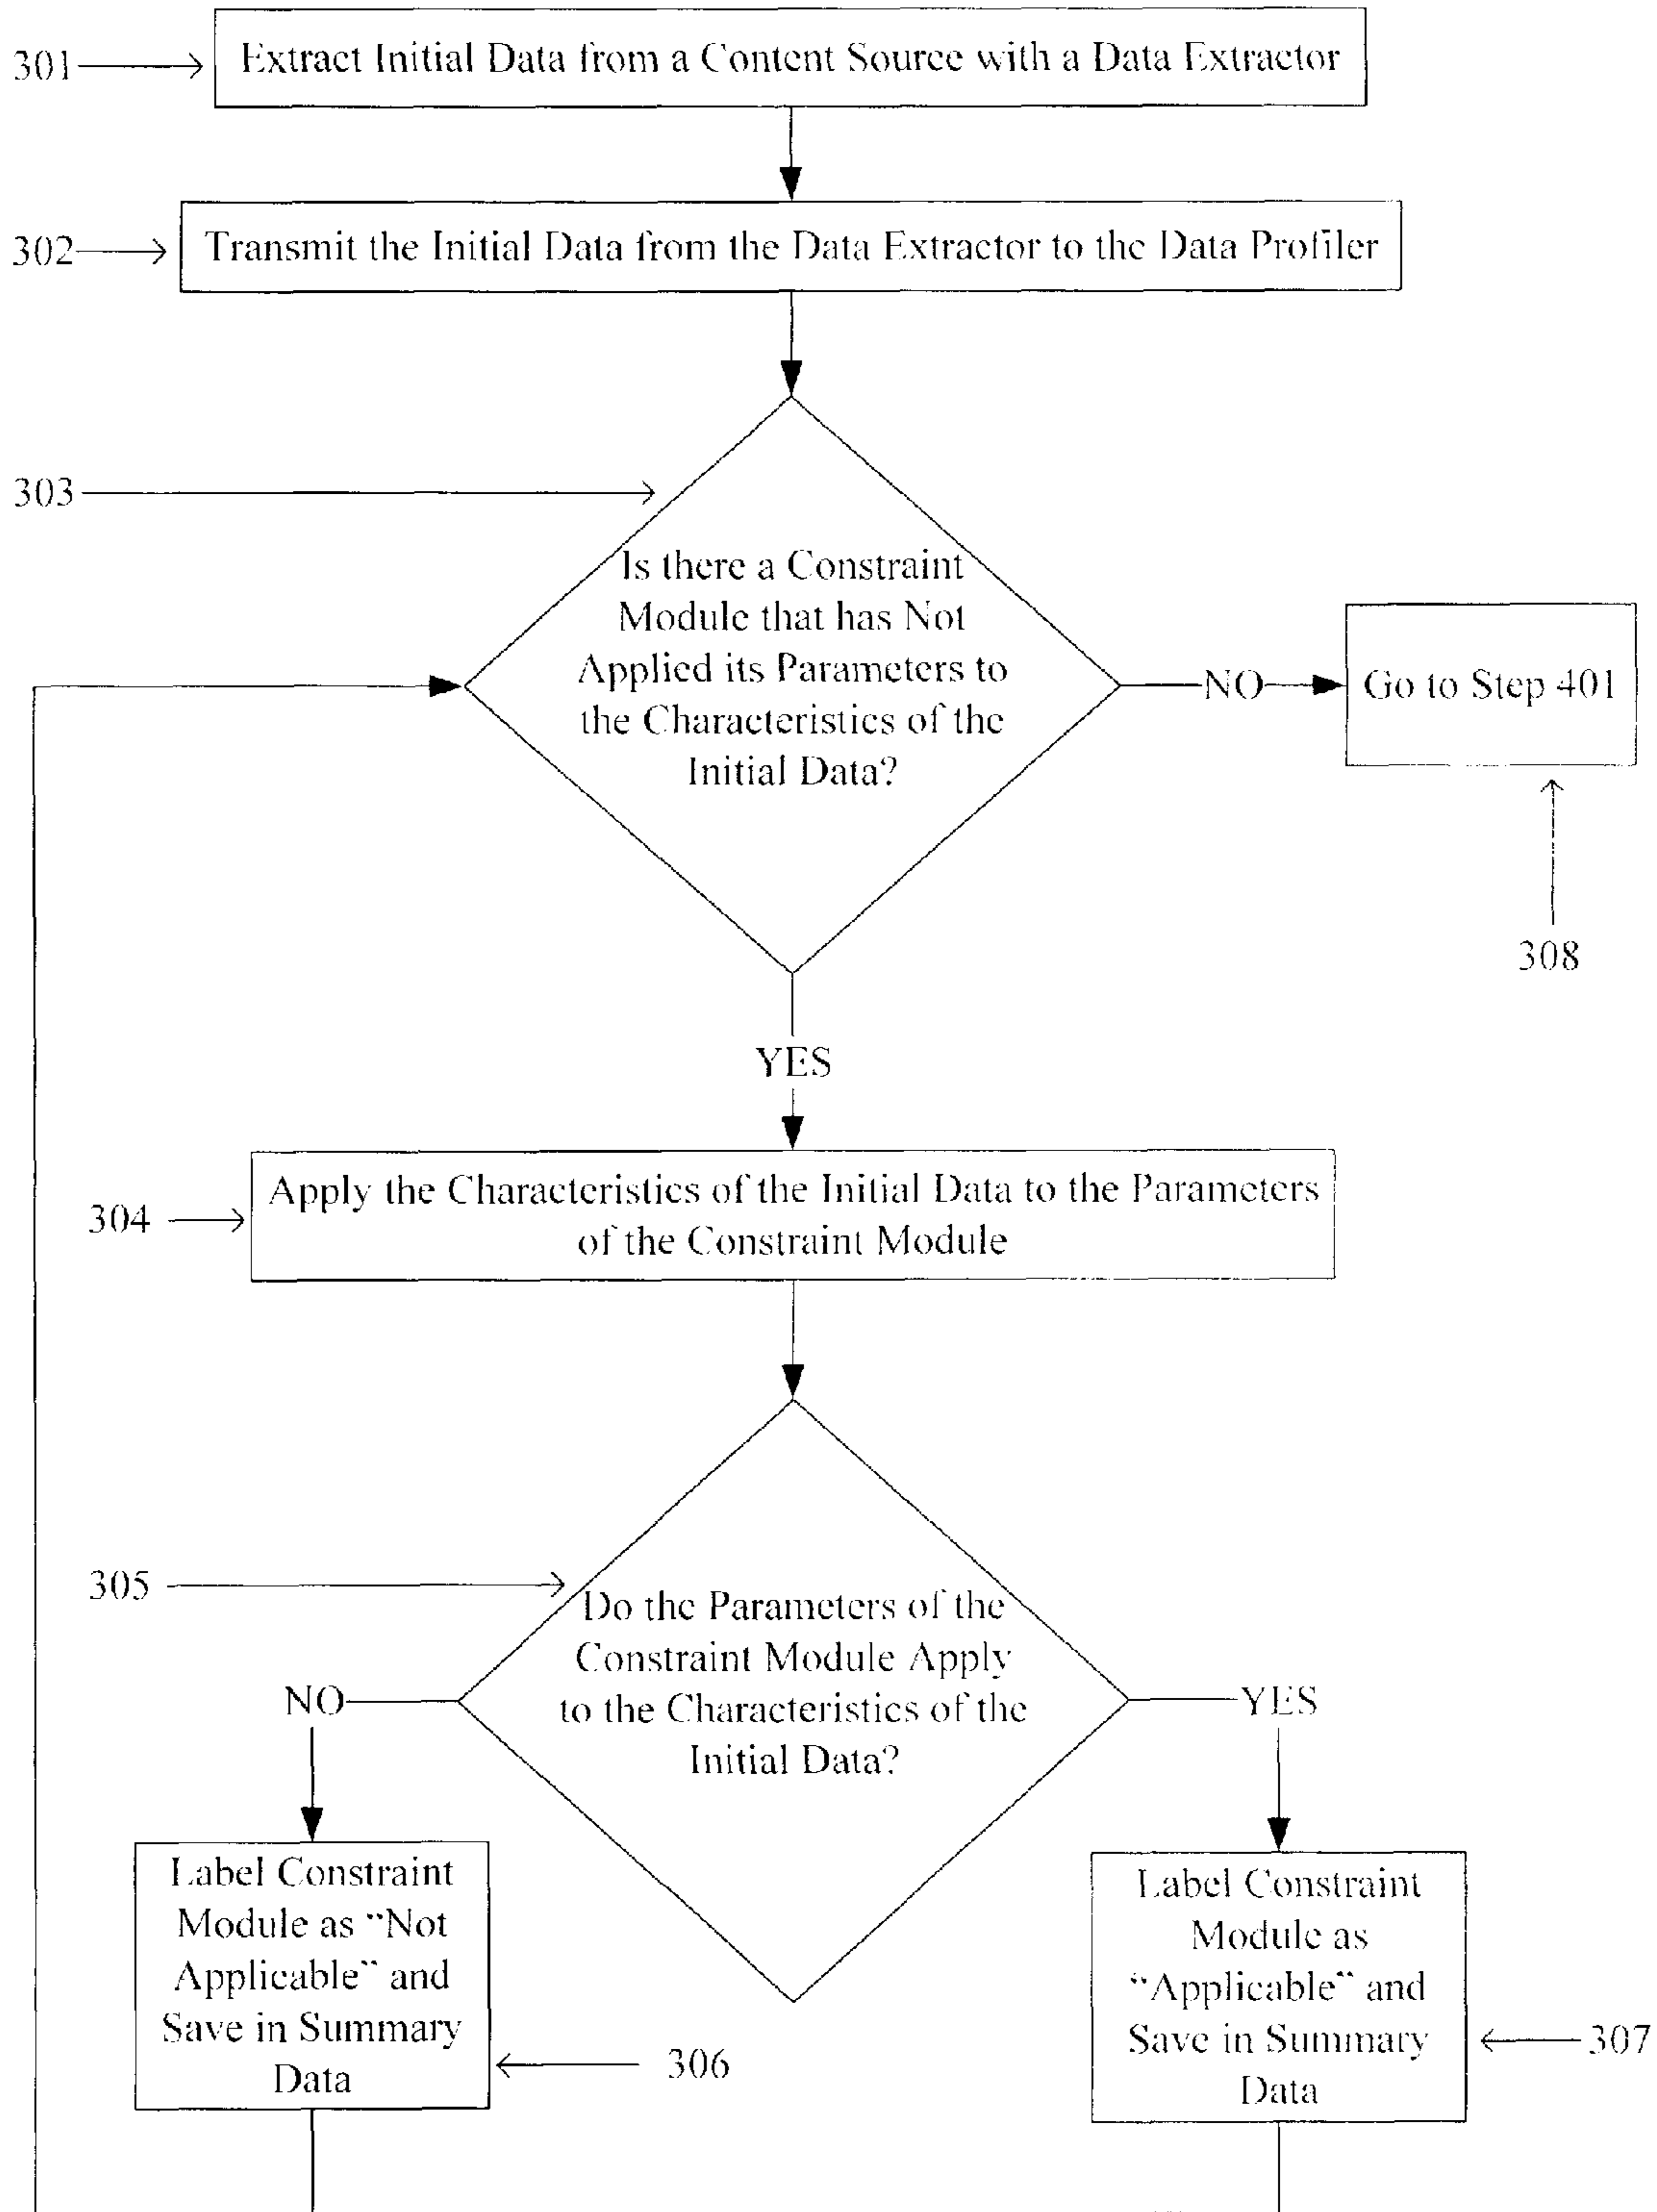 301
Extract Initial Data from a Content Source with a Data Extractor
302
Transmit the Initial Data from the Data Extractor to the Data Profiler
303
Is there a Constraint
Module that has Not
Applied its Parameters to
the Characteristics of the
Initial Data?
NO
Go to Step 401
308
YES
304
Apply the Characteristics of the Initial Data to the Parameters
of the Constraint Module
305
Do the Parameters of the
Constraint Module Apply
to the Characteristics of the
Initial Data?
NO
YES
Label Constraint
Module as “Not
Applicable” and
Save in Summary
Data
306
Label Constraint
Module as
“Applicable” and
Save in Summary
Data
307